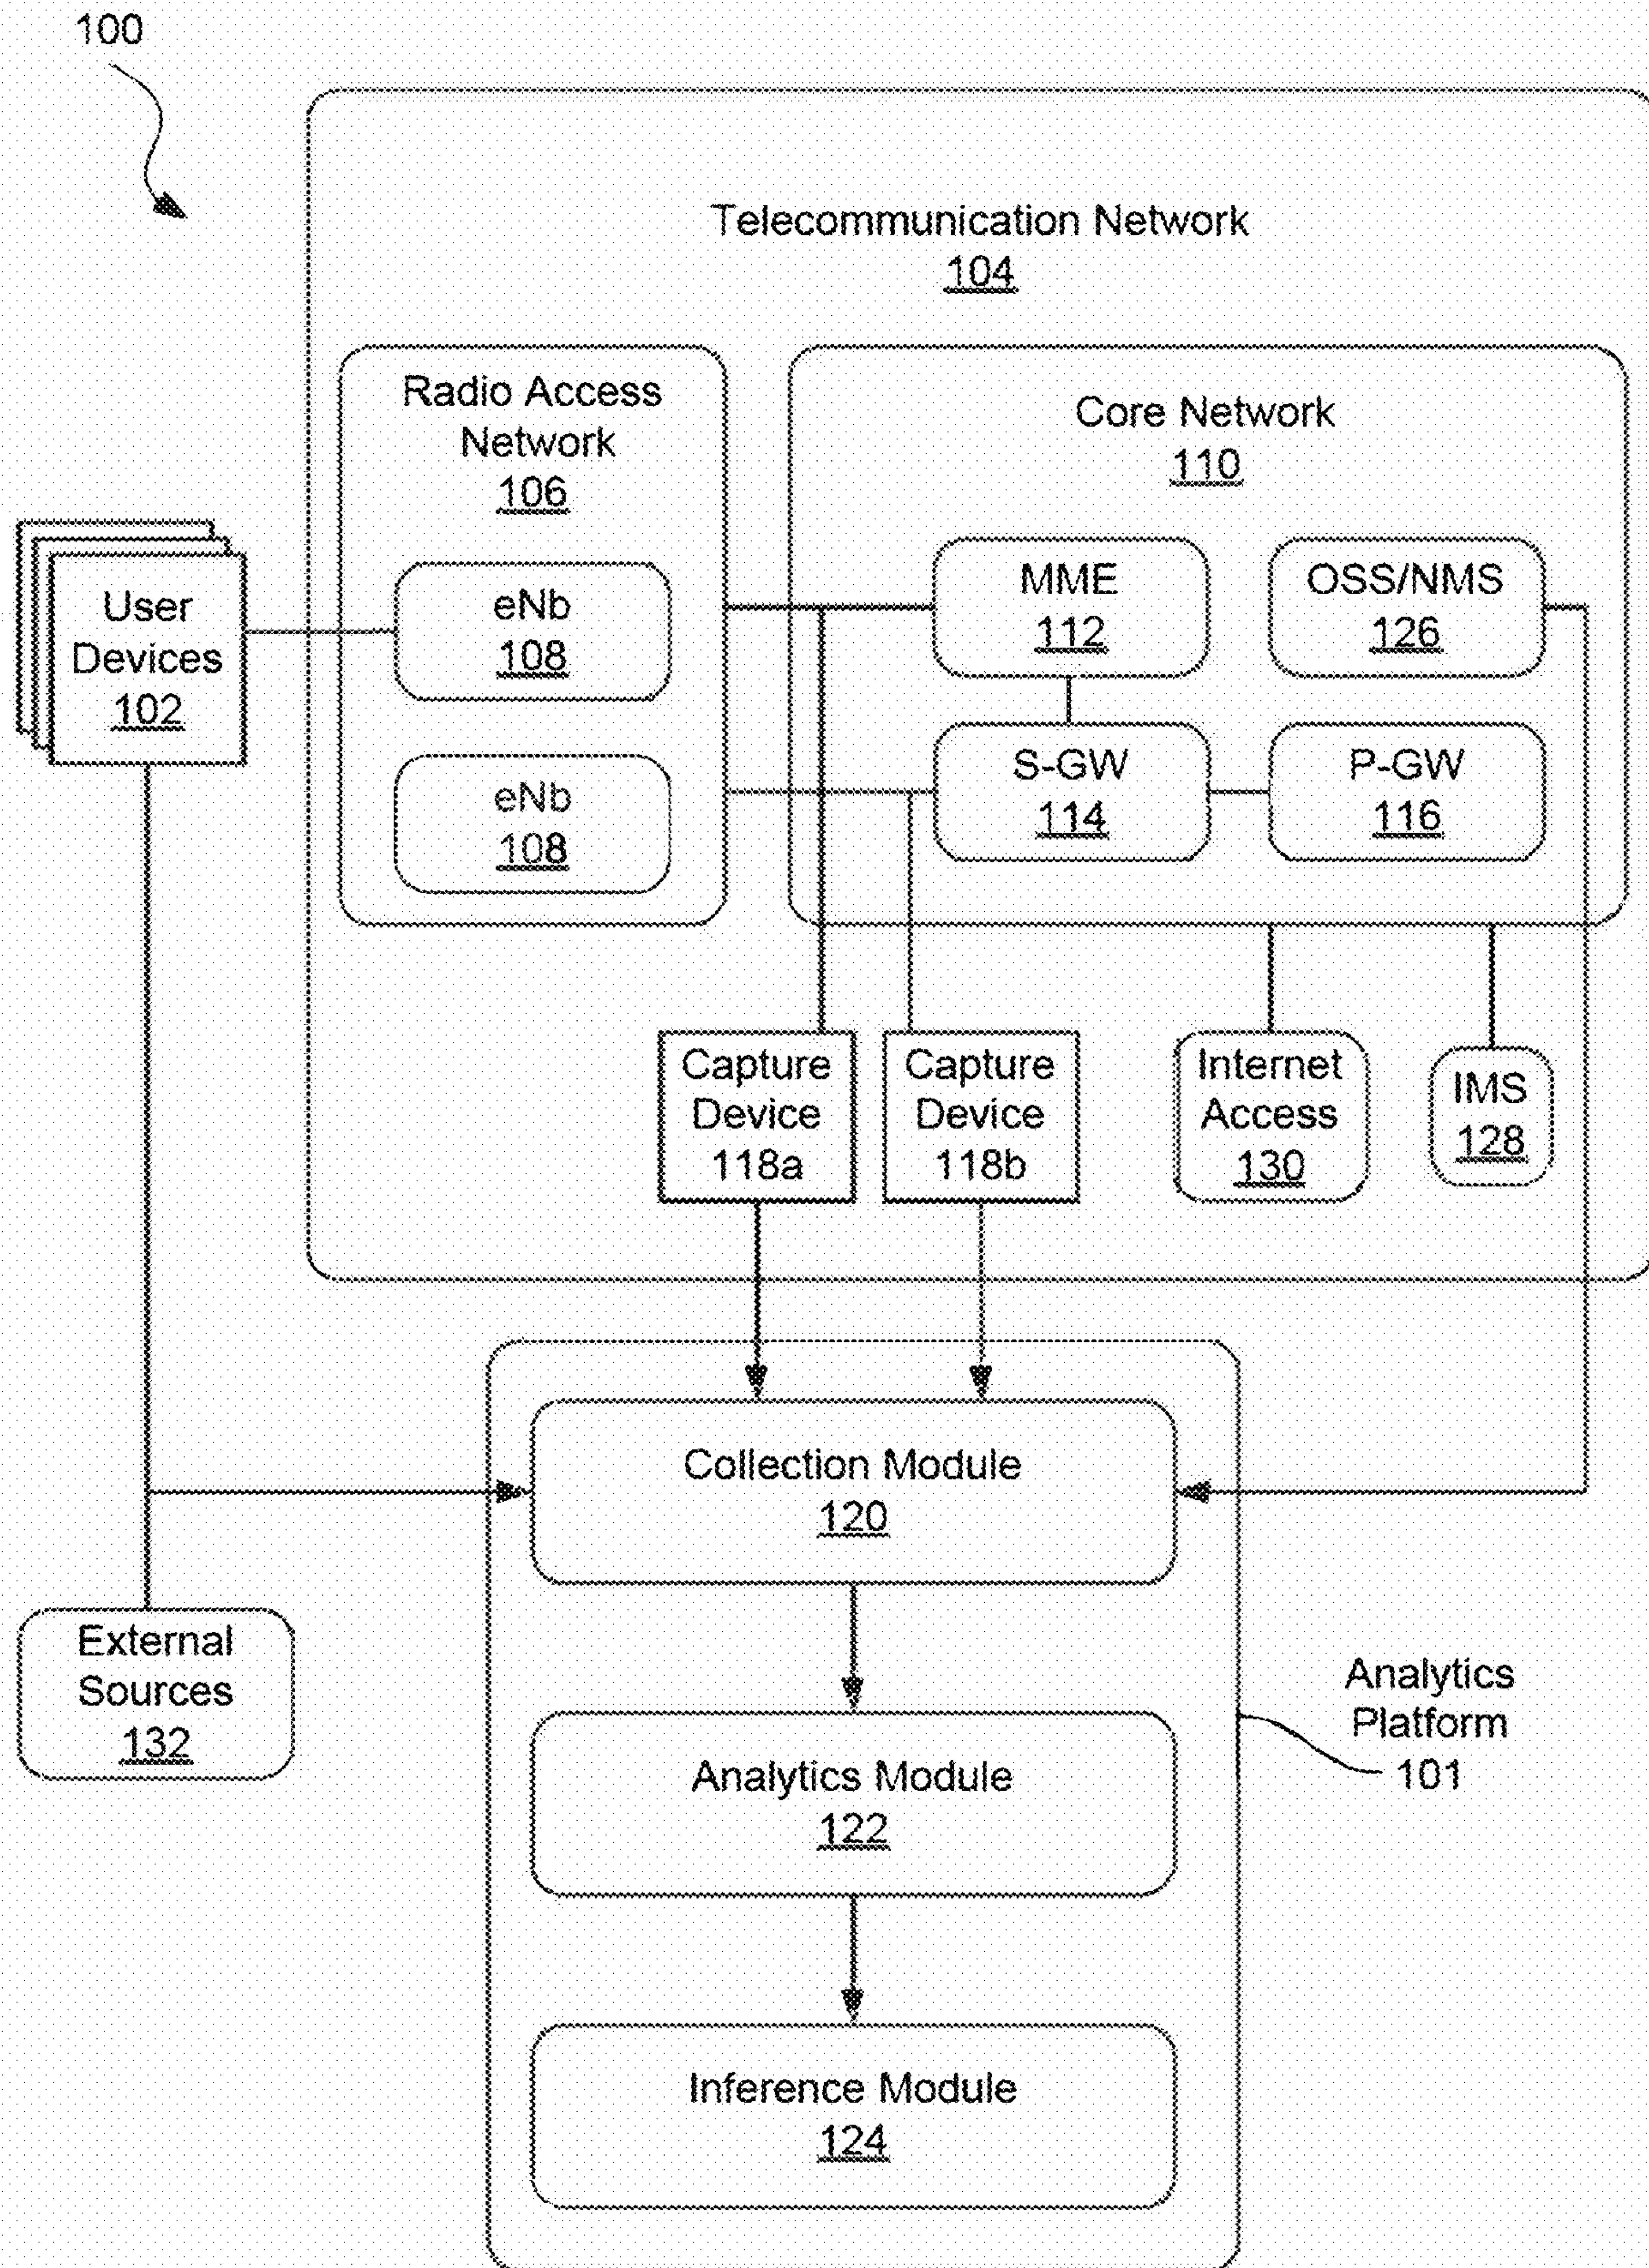 100
Telecommunication Network
104
Radio Access
Network
106
Core Network
110
User
Devices
102
eNb
108
MME
112
OSS/NMS
126
eNb
108
S-GW
114
P-GW
116
Capture
Device
118a
Capture
Device
118b
Internet
Access
130
IMS
128
Collection Module
120
External
Sources
132
Analytics
Platform
101
Analytics Module
122
Inference Module
124